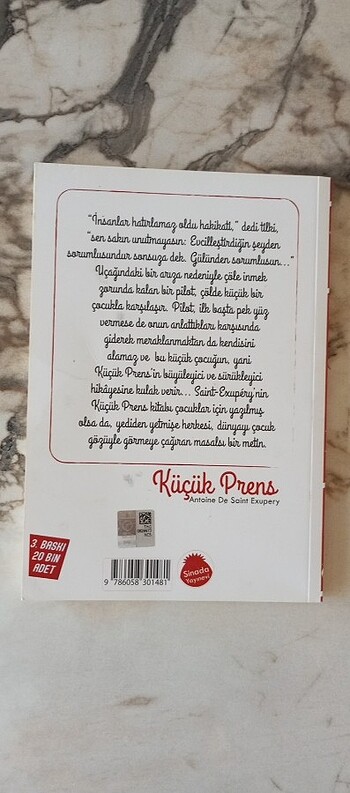 "İnsanlar hatırlamaz oldu hakikati," dedi tilki,
"sen sakın unutmayasın: Evcilleştirdiğin şeyden
sorumlusundur sonsuza dek. Gülünden sorumlusun..."
Uçağındaki bir arıza nedeniyle çöle inmek
zorunda kalan bir pilot, çölde küçük bir
çocukla karşılaşır. Pilot, ilk başta pek yüz
vermese de onun anlattıkları karşısında
giderek meraklanmaktan da kendisini
alamaz ve bu küçük çocuğun, yani
Küçük Prens'in büyüleyici ve sürükleyici
hikâyesine kulak verir... Saint-Exupéry'nin
Küçük Prens kitabı çocuklar için yazılmış
olsa da, yediden yetmişe herkesi, dünyayı çocuk
gözüyle görmeye çağıran masalsı bir metin.
Küçük Prens
Antoine De Saint Exupery
3. BASKI
20 BİN
ADET
9 786058 301481
Sinada
Yayınevi